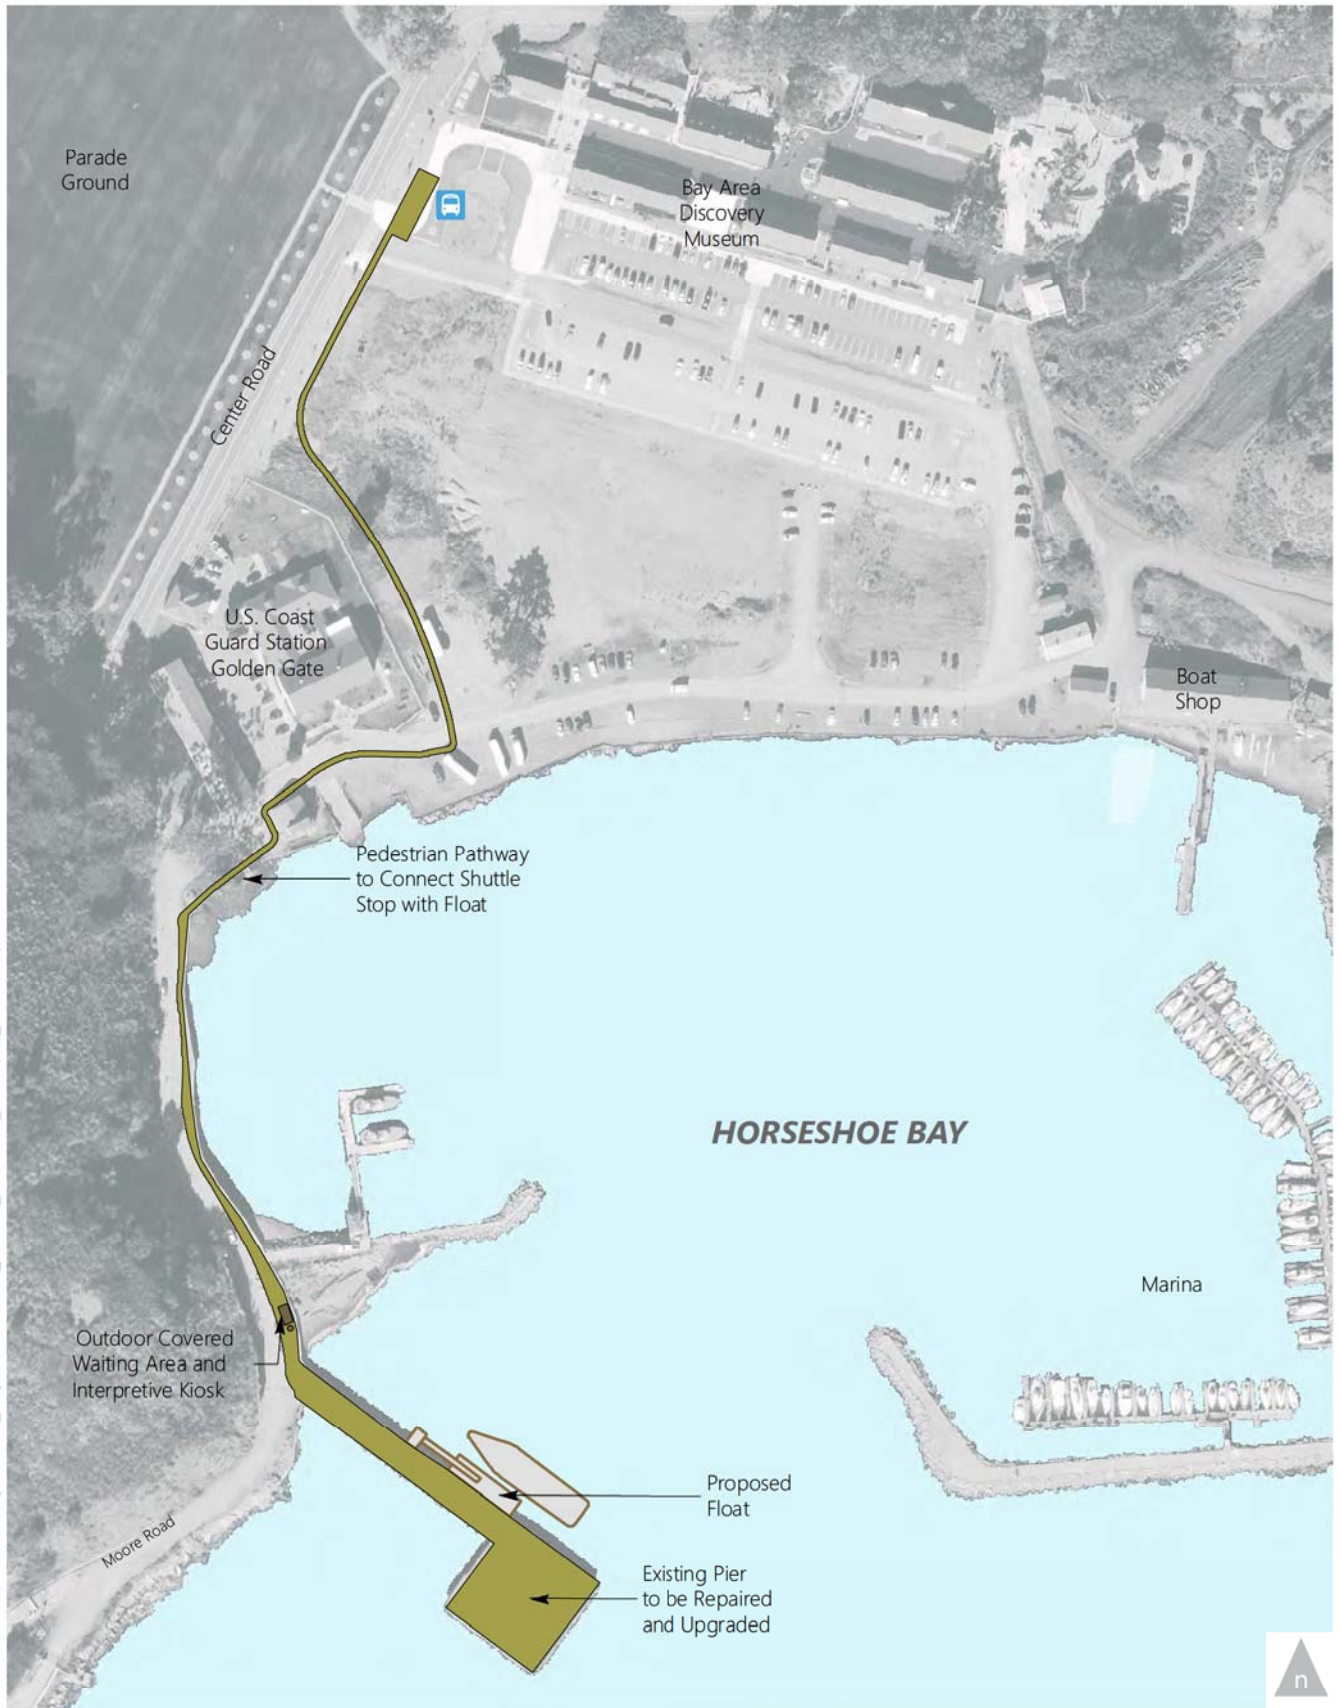 Parade
Ground
Bay Area
Discovery
Museum
Center Road
U.S. Coast
Guard Station
Golden Gate
Boat
Shop
Pedestrian Pathway
to Connect Shuttle
Stop with Float
HORSESHOE BAY
Marina
Outdoor Covered
Waiting Area and
Interpretive Kiosk
Proposed
Float
Moore Road
Existing Pier
to be Repaired
and Upgraded
n